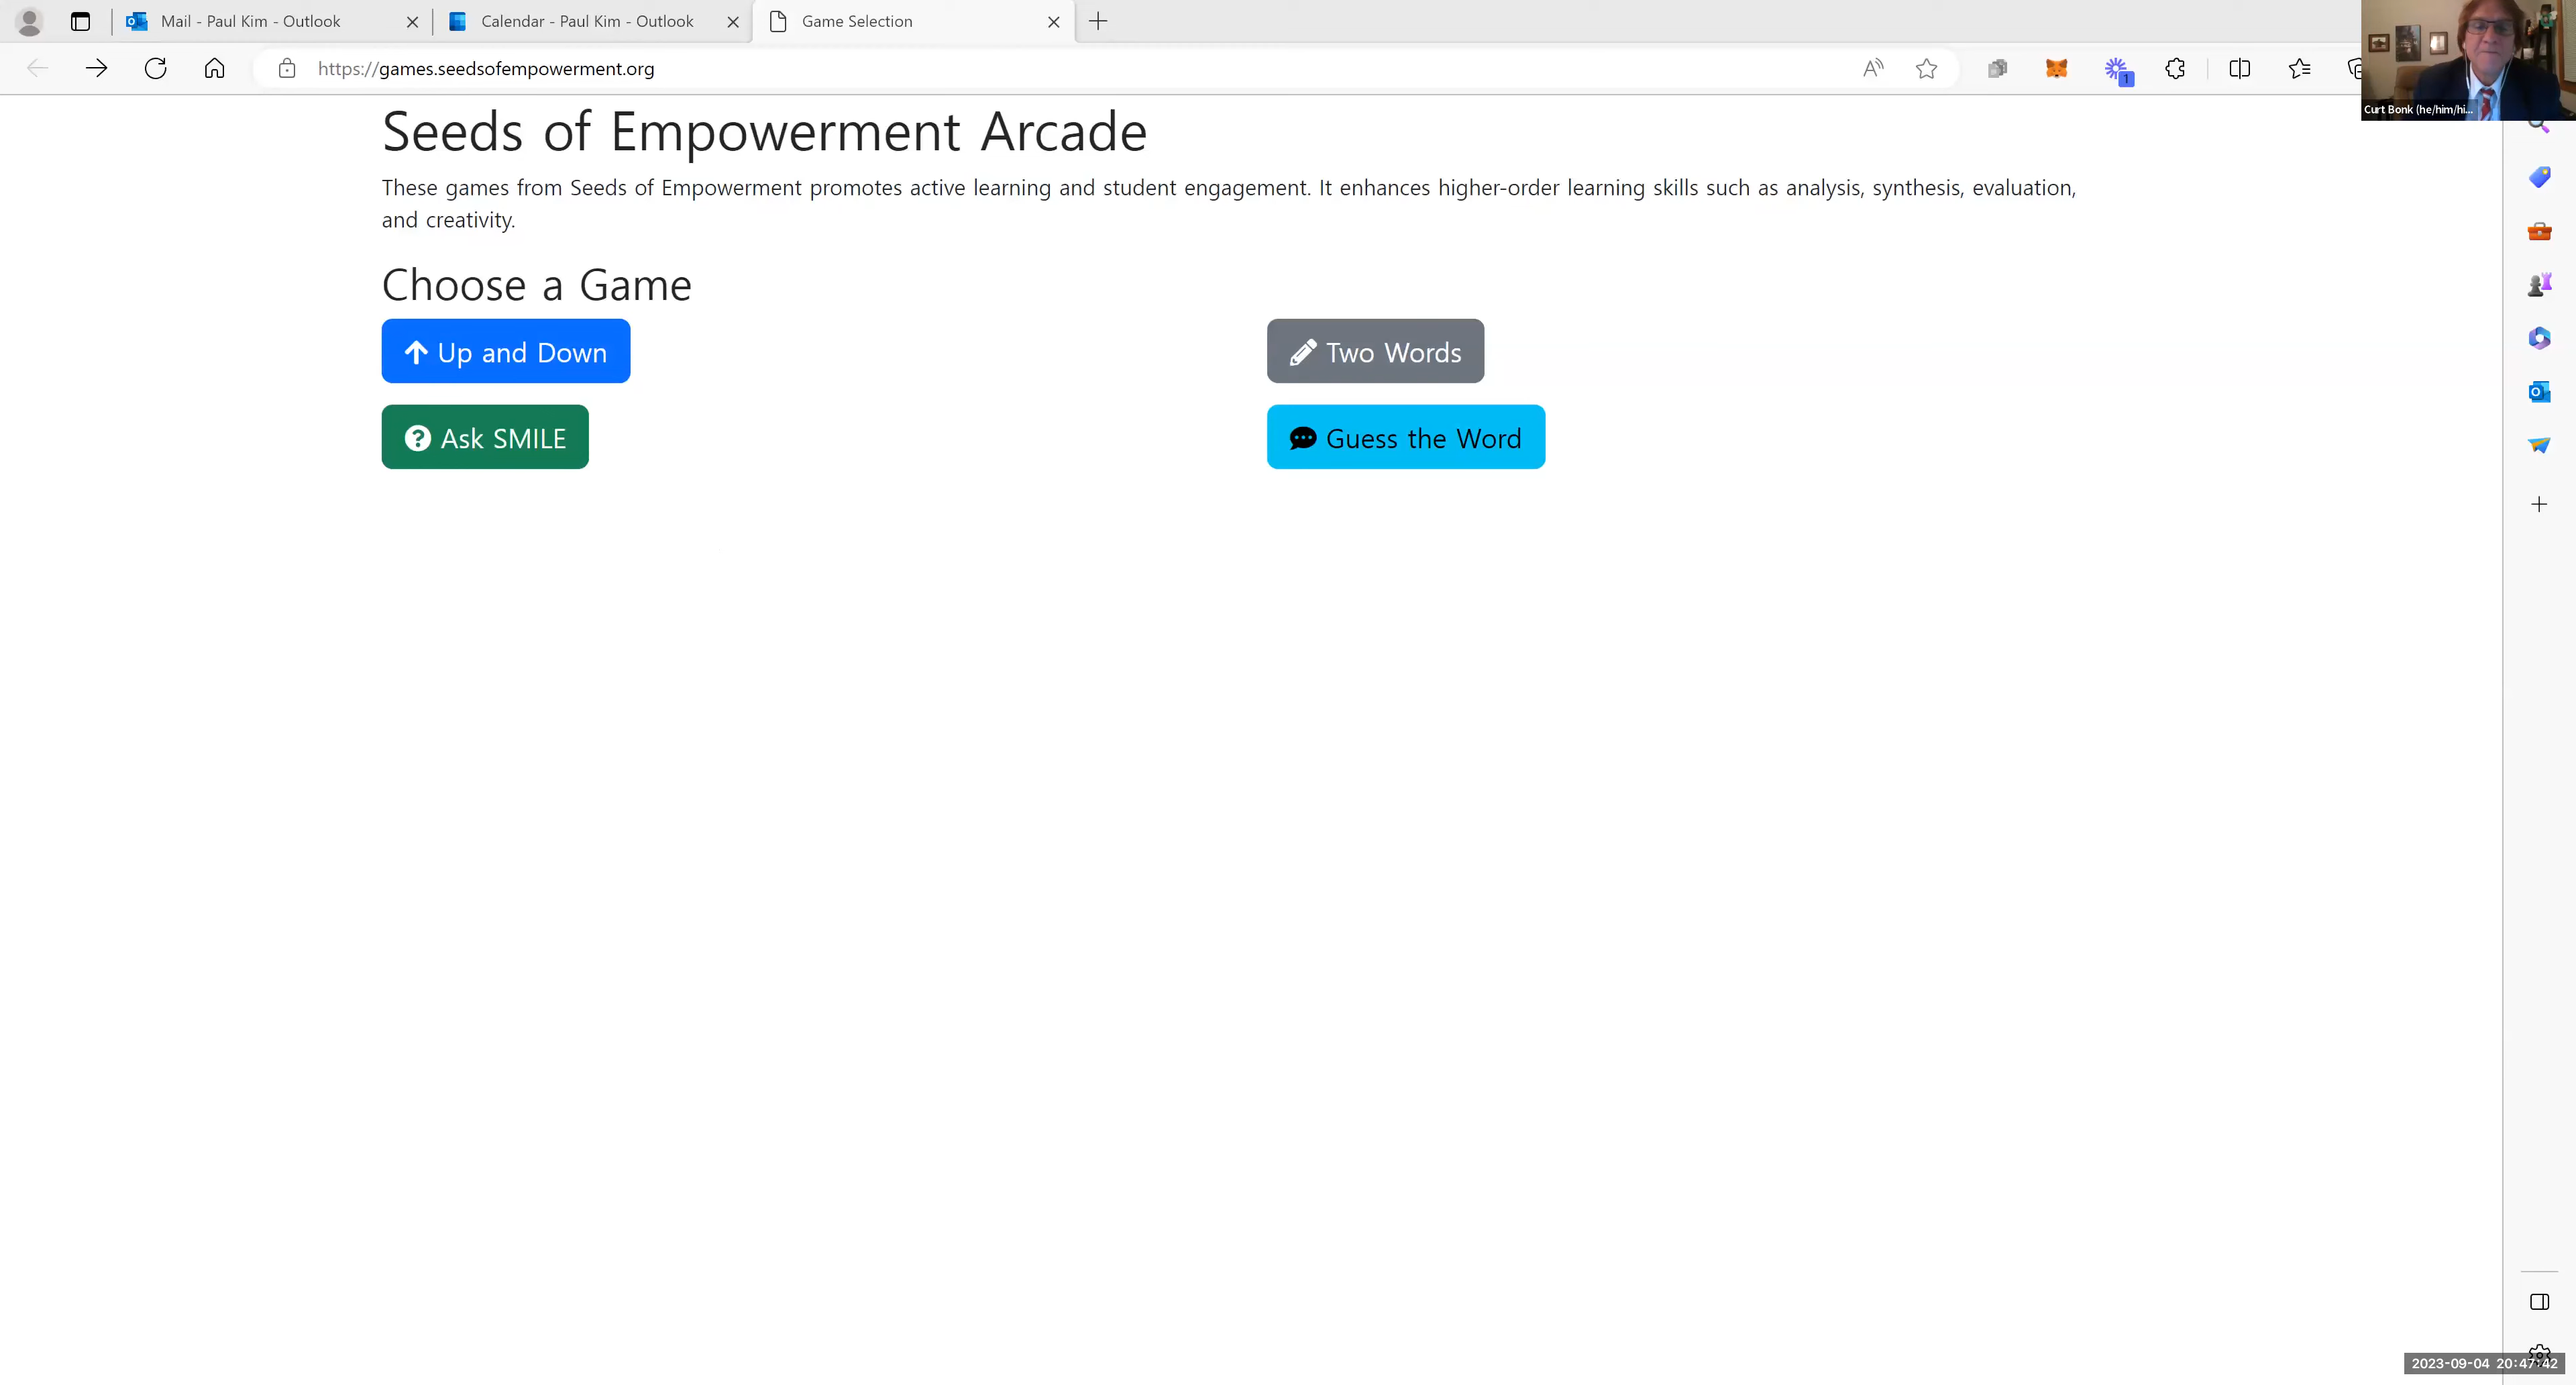 Mail - Paul Kim - Outlook
Calendar - Paul Kim - Outlook
Game Selection
https://games.seedsofempowerment.org
1
Curt Bonk (he/him/hi...
Seeds of Empowerment Arcade
These games from Seeds of Empowerment promotes active learning and student engagement. It enhances higher-order learning skills such as analysis, synthesis, evaluation,
and creativity.
Choose a Game
Up and Down
Two Words
Ask SMILE
Guess the Word
2023-09-04 20:47:42